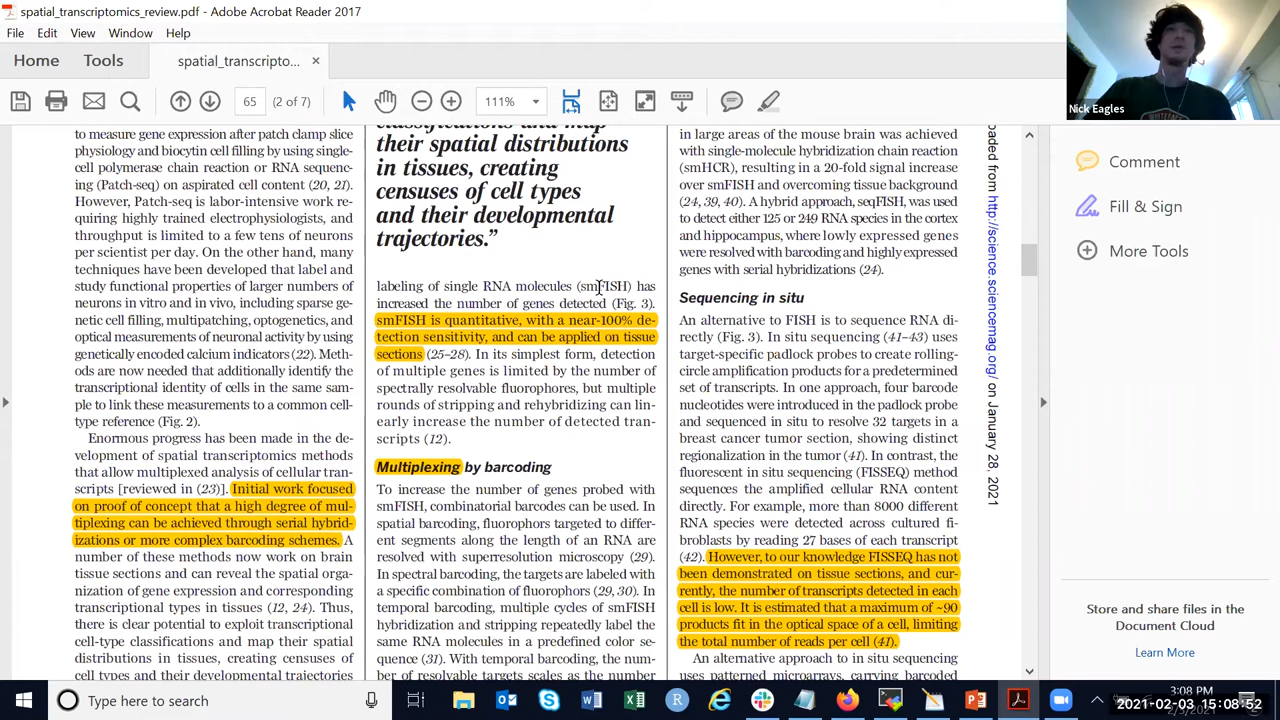 spatial_transcriptomics_review.pdf - Adobe Acrobat Reader 2017
File Edit View Window Help
Home Tools spatial_transcripto... ×
65 (2 of 7) 111%
Nick Eagles
to measure gene expression after patch clamp slice
physiology and biocytin cell filling by using single-
cell polymerase chain reaction or RNA sequenc-
ing (Patch-seq) on aspirated cell content (20, 21).
However, Patch-seq is labor-intensive work re-
quiring highly trained electrophysiologists, and
throughput is limited to a few tens of neurons
per scientist per day. On the other hand, many
techniques have been developed that label and
study functional properties of larger numbers of
neurons in vitro and in vivo, including sparse ge-
netic cell filling, multipatching, optogenetics, and
optical measurements of neuronal activity by using
genetically encoded calcium indicators (22). Meth-
ods are now needed that additionally identify the
transcriptional identity of cells in the same sam-
ple to link these measurements to a common cell-
type reference (Fig. 2).
Enormous progress has been made in the de-
velopment of spatial transcriptomics methods
that allow multiplexed analysis of cellular tran-
scripts [reviewed in (23)]. Initial work focused
on proof of concept that a high degree of mul-
tiplexing can be achieved through serial hybrid-
izations or more complex barcoding schemes. A
number of these methods now work on brain
tissue sections and can reveal the spatial orga-
nization of gene expression and corresponding
transcriptional types in tissues (12, 24). Thus,
there is clear potential to exploit transcriptional
cell-type classifications and map their spatial
distributions in tissues, creating censuses of
cell types and their developmental trajectories
classifications and map
their spatial distributions
in tissues, creating
censuses of cell types
and their developmental
trajectories.”
labeling of single RNA molecules (smFISH) has
increased the number of genes detected (Fig. 3).
smFISH is quantitative, with a near-100% de-
tection sensitivity, and can be applied on tissue
sections (25–28). In its simplest form, detection
of multiple genes is limited by the number of
spectrally resolvable fluorophores, but multiple
rounds of stripping and rehybridizing can lin-
early increase the number of detected tran-
scripts (12).
Multiplexing by barcoding
To increase the number of genes probed with
smFISH, combinatorial barcodes can be used. In
spatial barcoding, fluorophores targeted to differ-
ent segments along the length of an RNA are
resolved with superresolution microscopy (29).
In spectral barcoding, the targets are labeled with
a specific combination of fluorophores (29, 30). In
temporal barcoding, multiple cycles of smFISH
hybridization and stripping repeatedly label the
same RNA molecules in a predefined color se-
quence (31). With temporal barcoding, the num-
ber of resolvable targets scales as the number
in large areas of the mouse brain was achieved
with single-molecule hybridization chain reaction
(smHCR), resulting in a 20-fold signal increase
over smFISH and overcoming tissue background
(24, 39, 40). A hybrid approach, seqFISH, was used
to detect either 125 or 249 RNA species in the cortex
and hippocampus, where lowly expressed genes
were resolved with barcoding and highly expressed
genes with serial hybridizations (24).
Sequencing in situ
An alternative to FISH is to sequence RNA di-
rectly (Fig. 3). In situ sequencing (41–43) uses
target-specific padlock probes to create rolling-
circle amplification products for a predetermined
set of transcripts. In one approach, four barcode
nucleotides were introduced in the padlock probe
and sequenced in situ to resolve 32 targets in a
breast cancer tumor section, showing distinct
regionalization in the tumor (41). In contrast, the
fluorescent in situ sequencing (FISSEQ) method
sequences the amplified cellular RNA content
directly. For example, more than 8000 different
RNA species were detected across cultured fi-
broblasts by reading 27 bases of each transcript
(42). However, to our knowledge FISSEQ has not
been demonstrated on tissue sections, and cur-
rently, the number of transcripts detected in each
cell is low. It is estimated that a maximum of ~90
products fit in the optical space of a cell, limiting
the total number of reads per cell (41).
An alternative approach to in situ sequencing
uses patterned microarrays, carrying barcoded
oaded from http://science.sciencemag.org/ on January 28, 2021
Comment
Fill & Sign
More Tools
Store and share files in the
Document Cloud
Learn More
Type here to search
3:08 PM
2021-02-03 15:08:52